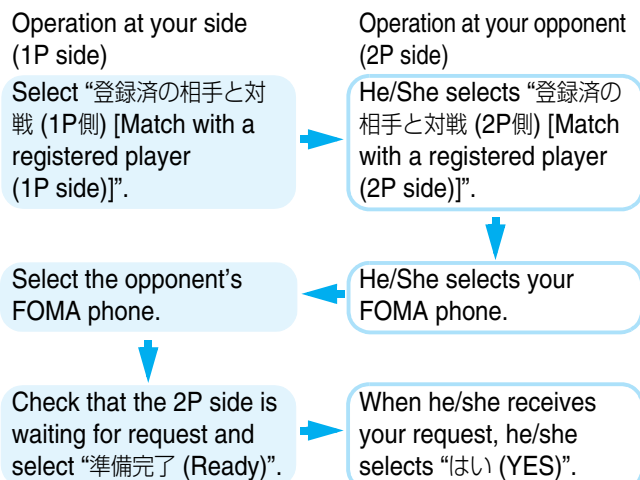 Operation at your side
(1P side)
Operation at your opponent
(2P side)
Select “登録済の相手と対
戦 (1P側) [Match with a
registered player
(1P side)]”.
He/She selects “登録済の
相手と対戦 (2P側) [Match
with a registered player
(2P side)]”.
He/She selects your
FOMA phone.
Select the opponent’s
FOMA phone.
Check that the 2P side is
waiting for request and
select “準備完了 (Ready)”.
When he/she receives
your request, he/she
selects “はい (YES)”.